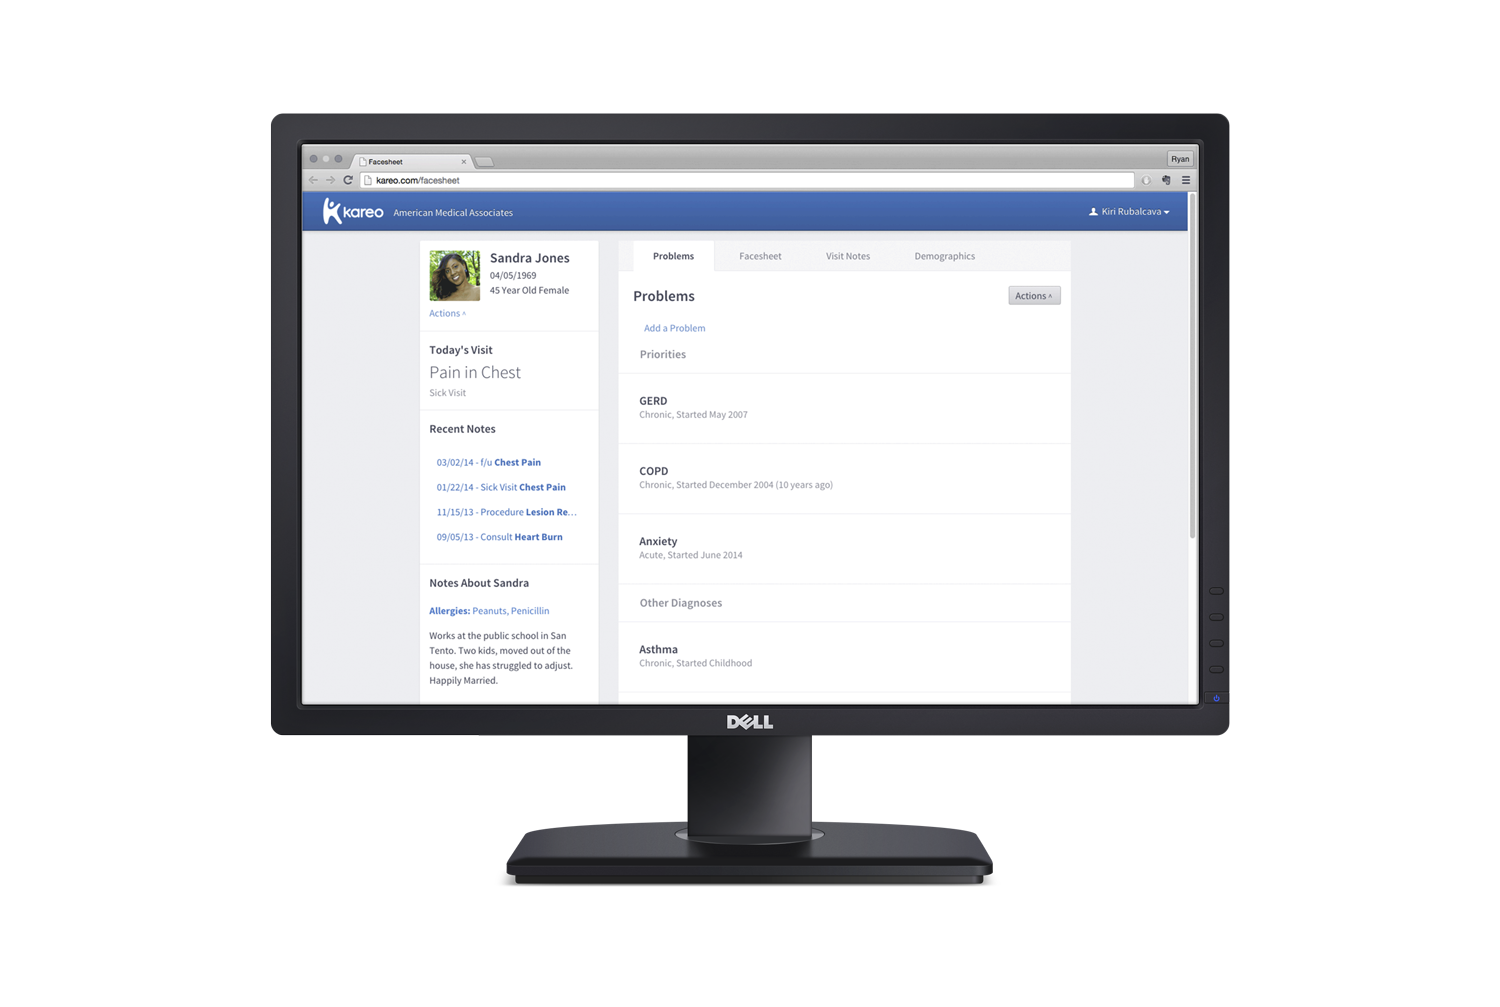 Facesheet
Ryan
kareo.com/facesheet
kareo American Medical Associates
Kiri Rubalcava
Sandra Jones
04/05/1969
45 Year Old Female
Actions ^
Today's Visit
Pain in Chest
Sick Visit
Recent Notes
03/02/14 - f/u Chest Pain
01/22/14 - Sick Visit Chest Pain
11/15/13 - Procedure Lesion Re...
09/05/13 - Consult Heart Burn
Notes About Sandra
Allergies: Peanuts, Penicillin
Works at the public school in San
Tento. Two kids, moved out of the
house, she has struggled to adjust.
Happily Married.
Problems Facesheet Visit Notes Demographics
Problems
Actions ^
Add a Problem
Priorities
GERD
Chronic, Started May 2007
COPD
Chronic, Started December 2004 (10 years ago)
Anxiety
Acute, Started June 2014
Other Diagnoses
Asthma
Chronic, Started Childhood
DELL